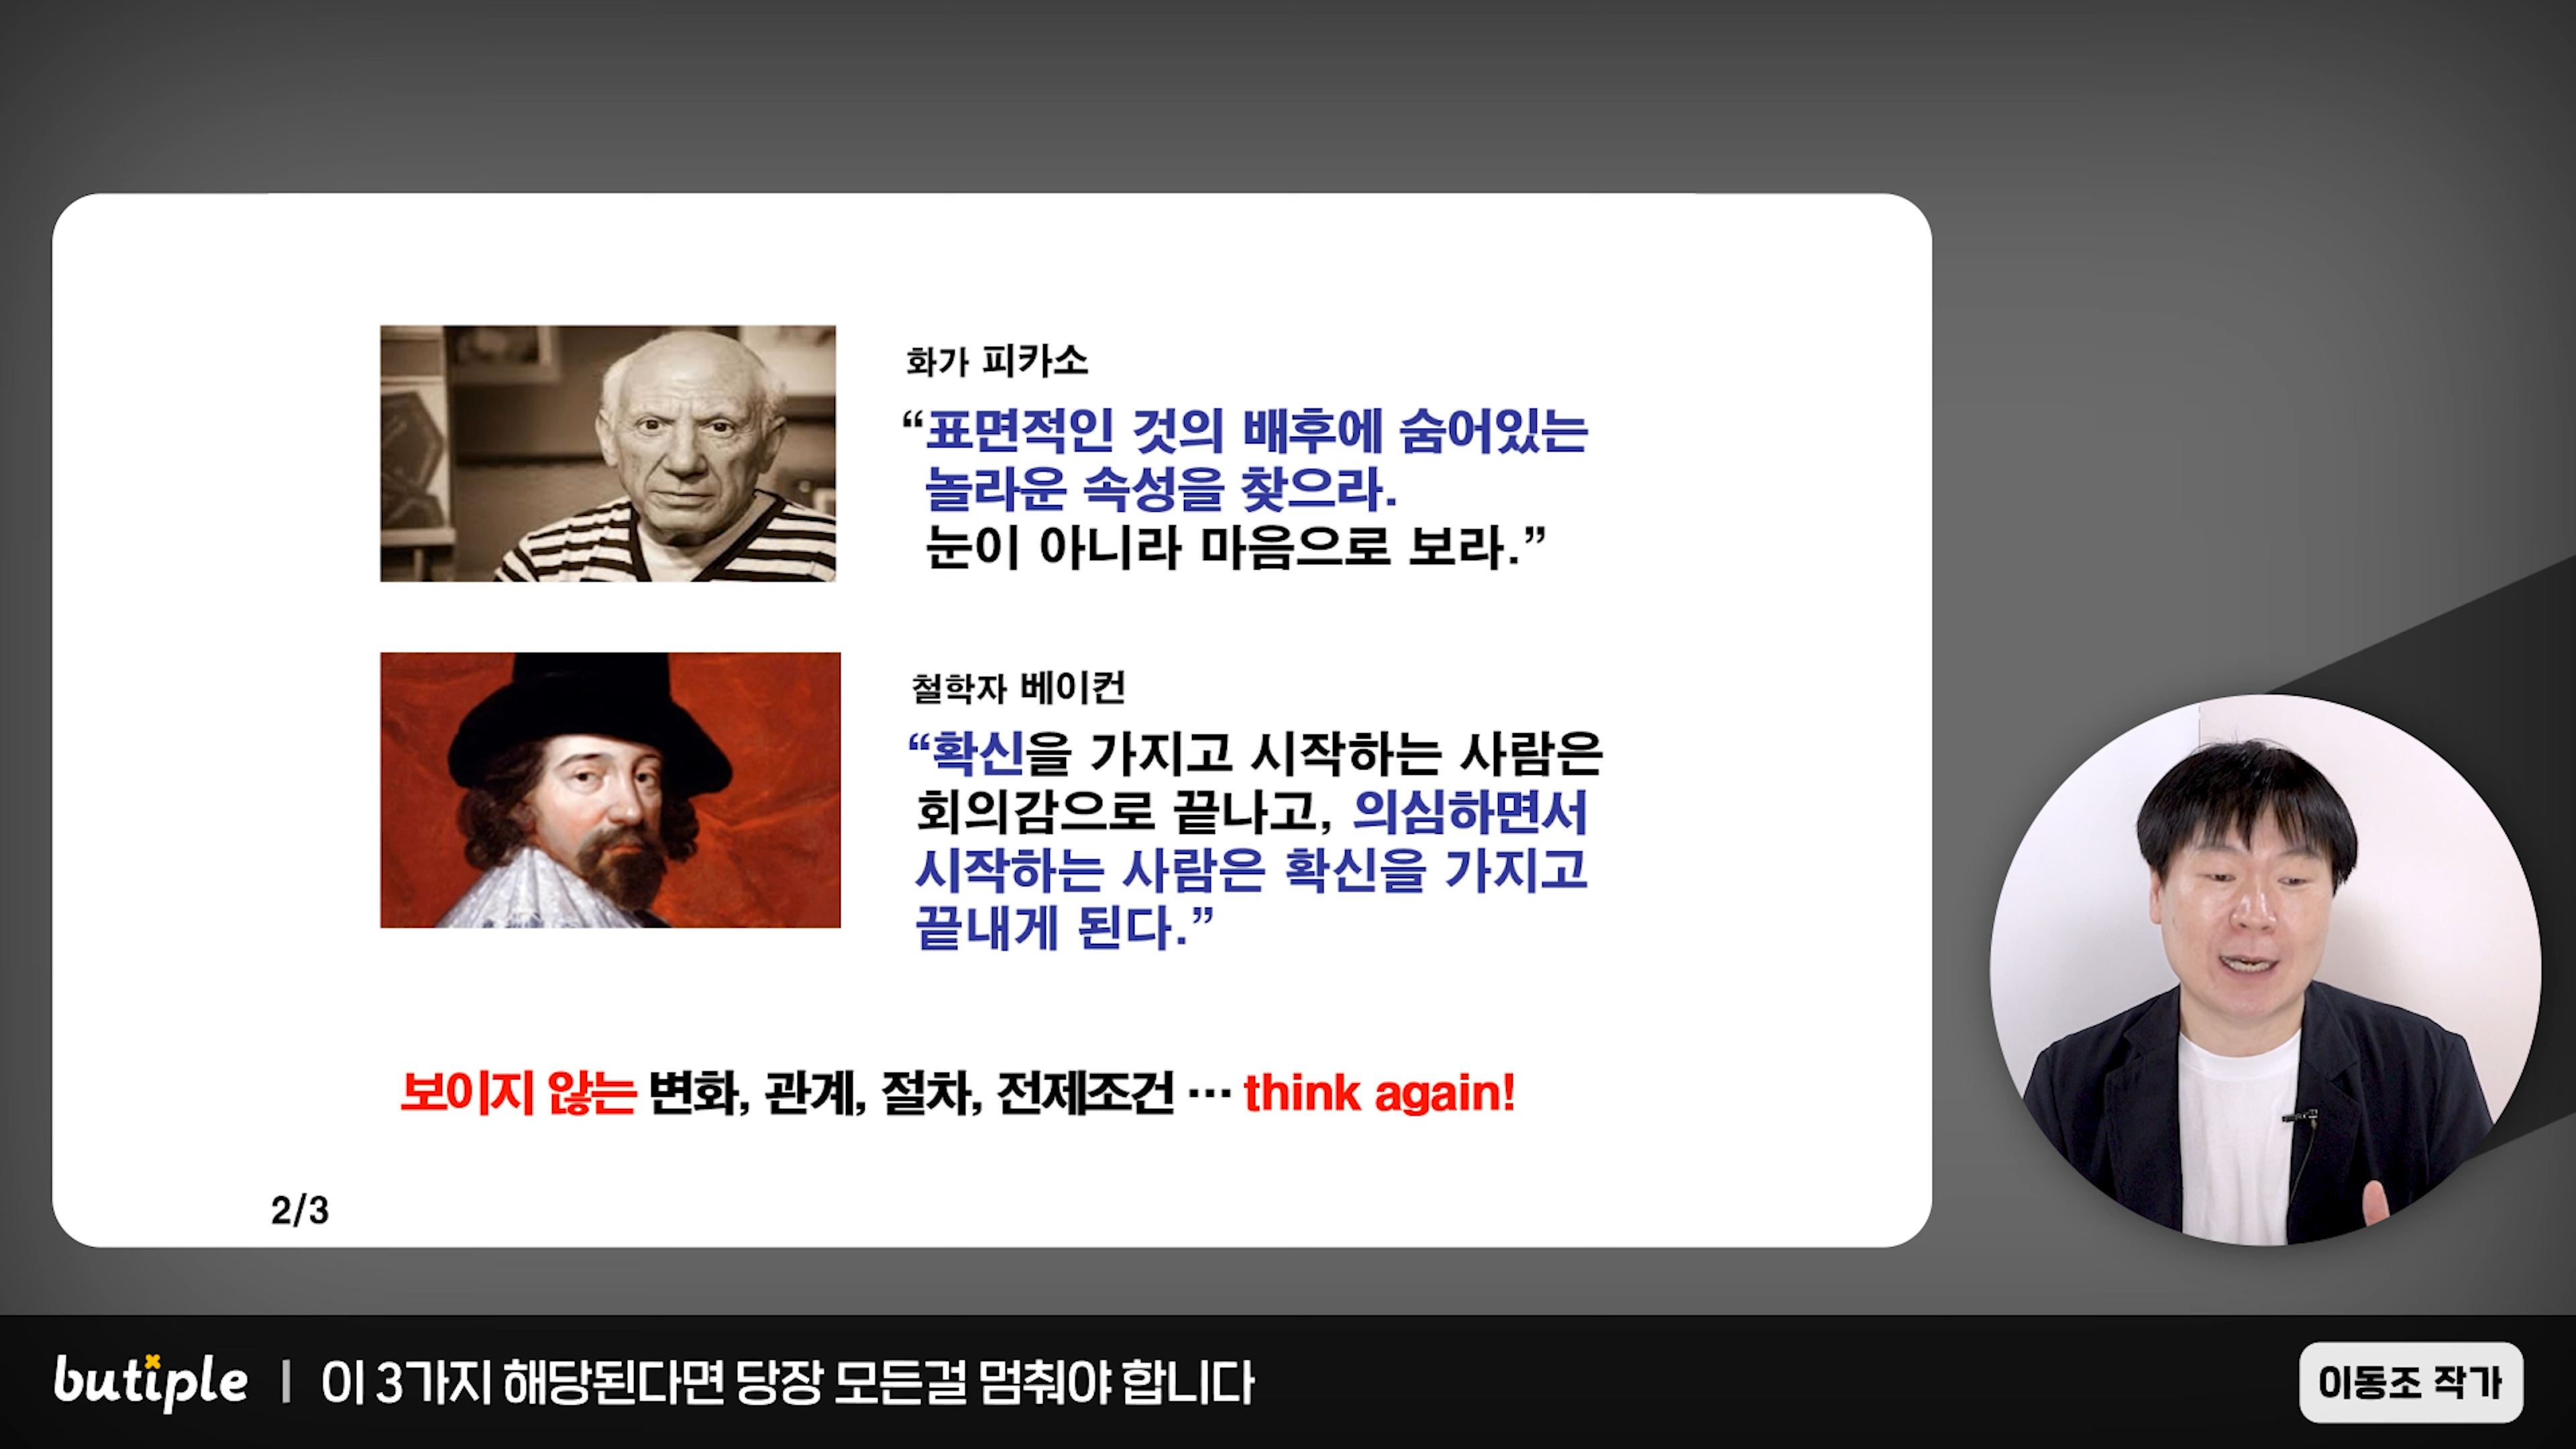 화가 피카소
“표면적인 것의 배후에 숨어있는
놀라운 속성을 찾으라.
눈이 아니라 마음으로 보라.”
철학자 베이컨
“확신을 가지고 시작하는 사람은
회의감으로 끝나고, 의심하면서
시작하는 사람은 확신을 가지고
끝내게 된다.”
보이지 않는 변화, 관계, 절차, 전제조건 ··· think again!
2/3
butiple | 이 3가지 해당된다면 당장 모든걸 멈춰야 합니다
이동조 작가